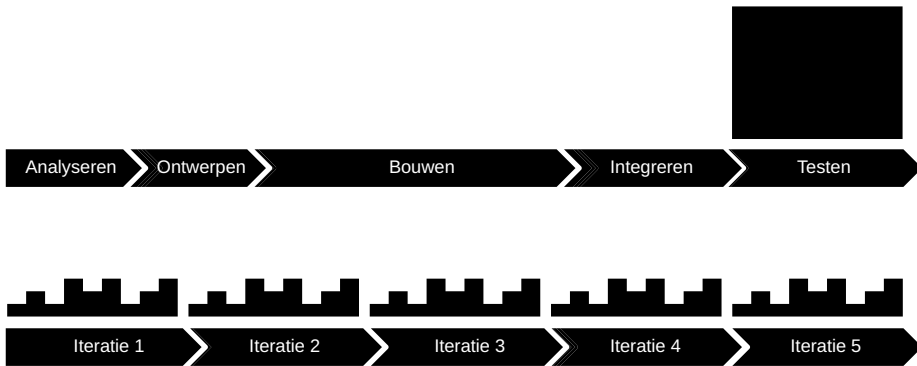 Analyseren Ontwerpen Bouwen Integreren Testen
Iteratie 1 Iteratie 2 Iteratie 3 Iteratie 4 Iteratie 5